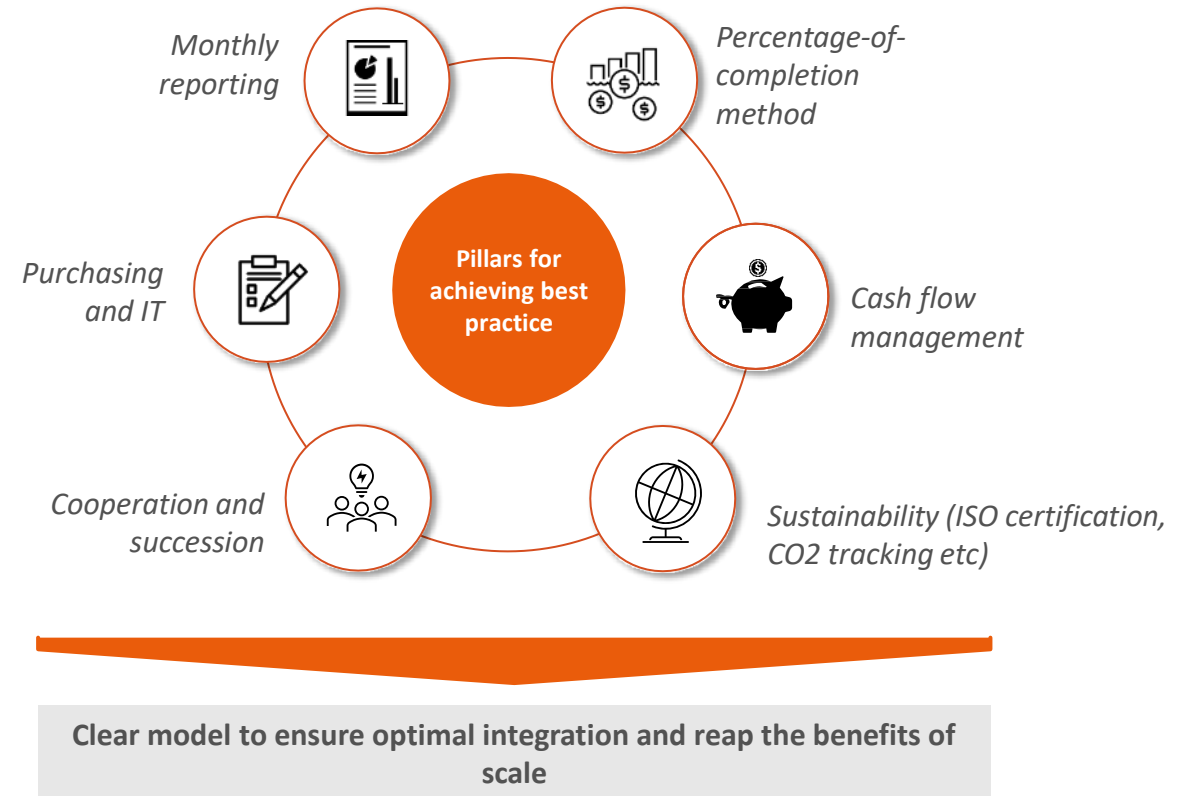 Monthly
reporting
Percentage-of-
completion
method
Purchasing
and IT
Pillars for
achieving best
practice
Cash flow
management
Cooperation and
succession
Sustainability (ISO certification,
CO2 tracking etc)
Clear model to ensure optimal integration and reap the benefits of
scale